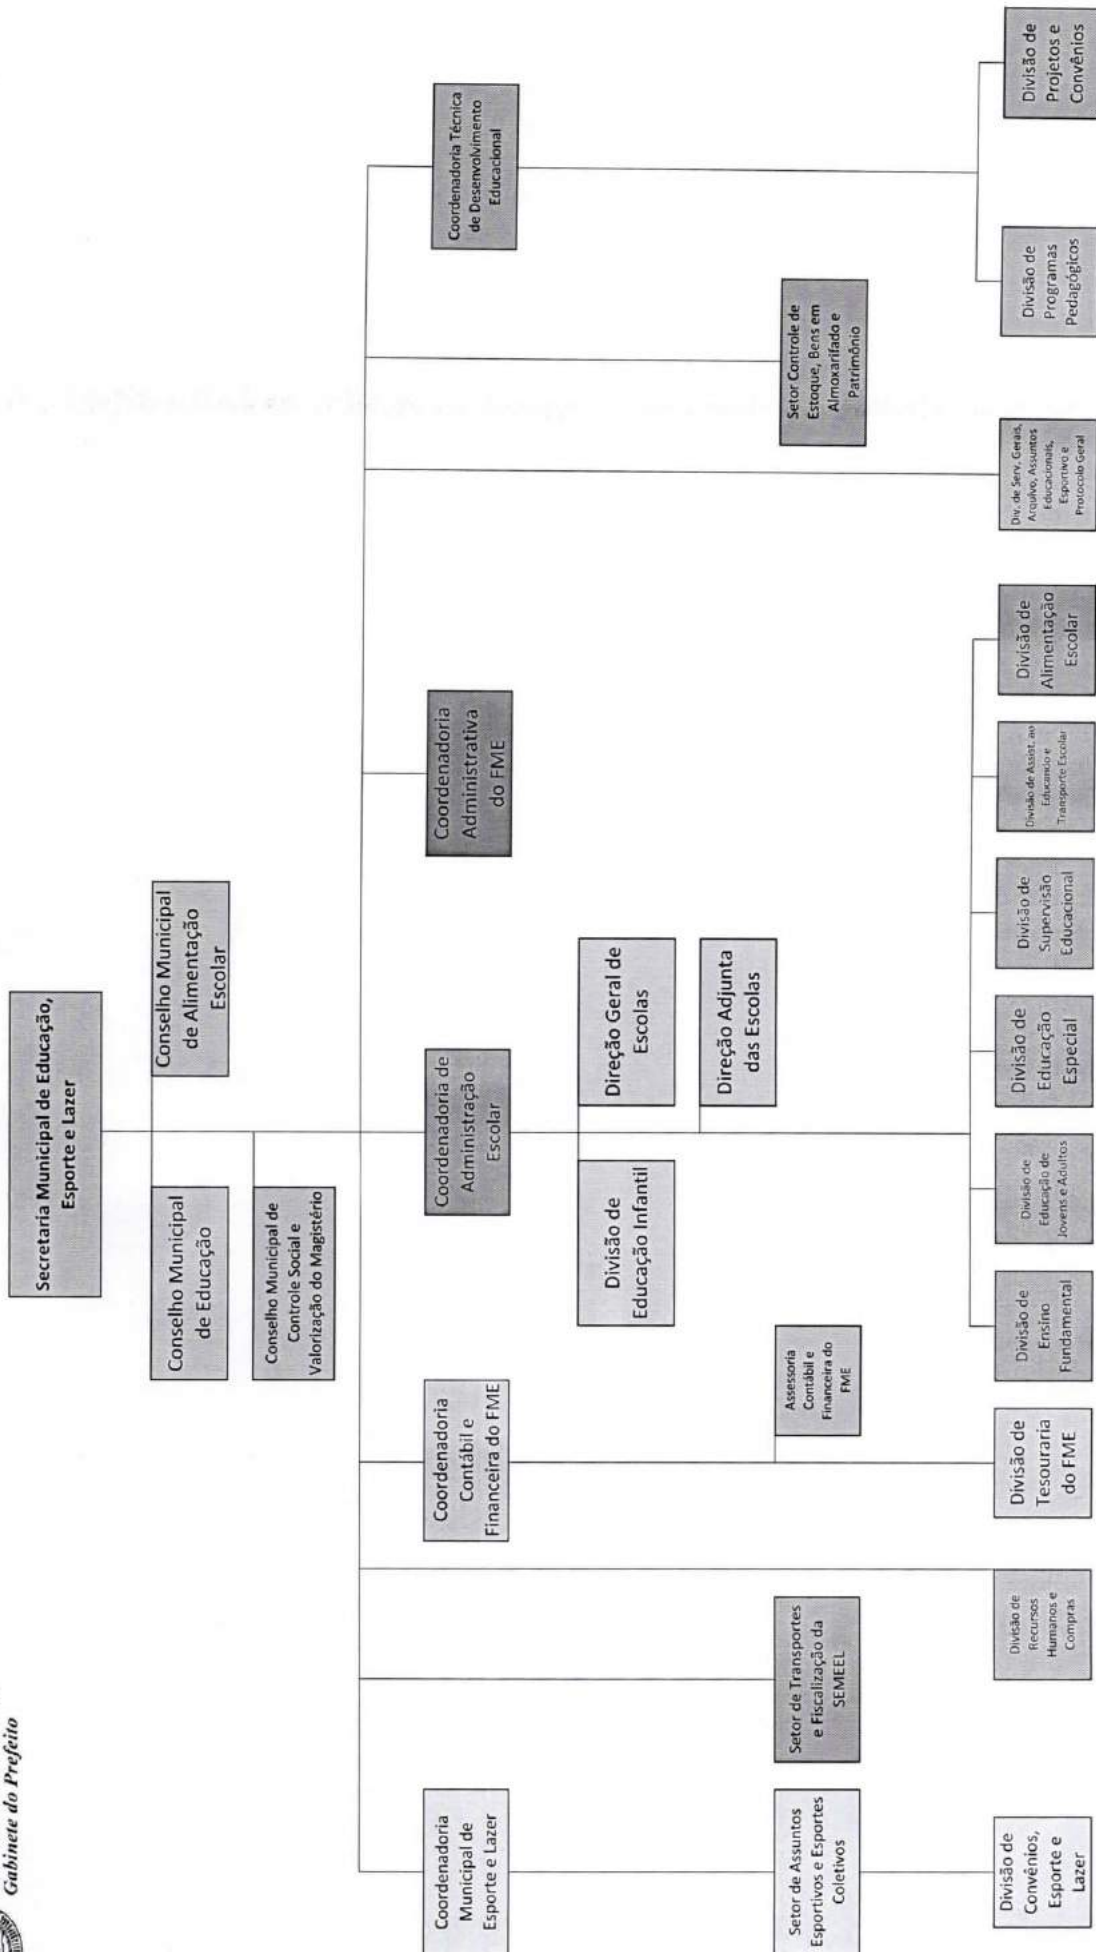 Gabinete do Prefeito
Secretaria Municipal de Educação,
Esporte e Lazer
Conselho Municipal
de Educação
Conselho Municipal
de Alimentação
Escolar
Conselho Municipal de
Controle Social e
Valorização do Magistério
Coordenadoria
Municipal de
Esporte e Lazer
Coordenadoria
Contábil e
Financeira do FME
Coordenadoria de
Administração
Escolar
Coordenadoria
Administrativa
do FME
Coordenadoria Técnica
de Desenvolvimento
Educacional
Divisão de
Educação Infantil
Direção Geral de
Escolas
Direção Adjunta
das Escolas
Setor de Assuntos
Esportivos e Esportes
Coletivos
Setor de Transportes
e Fiscalização da
SEMEEL
Assessoria
Contábil e
Financeira do
FME
Setor Controle de
Estoque, Bens em
Almoxarifado e
Patrimônio
Divisão de
Convênios,
Esporte e
Lazer
Divisão de
Recursos
Humanos e
Compras
Divisão de
Tesouraria
do FME
Divisão de
Ensino
Fundamental
Divisão de
Educação de
Jovens e Adultos
Divisão de
Educação
Especial
Divisão de
Supervisão
Educacional
Divisão de Assist. ao
Educando e
Transporte Escolar
Divisão de
Alimentação
Escolar
Div. de Serv. Gerais,
Arquivo, Assuntos
Educacionais,
Esportivo e
Protocolo Geral
Divisão de
Programas
Pedagógicos
Divisão de
Projetos e
Convênios